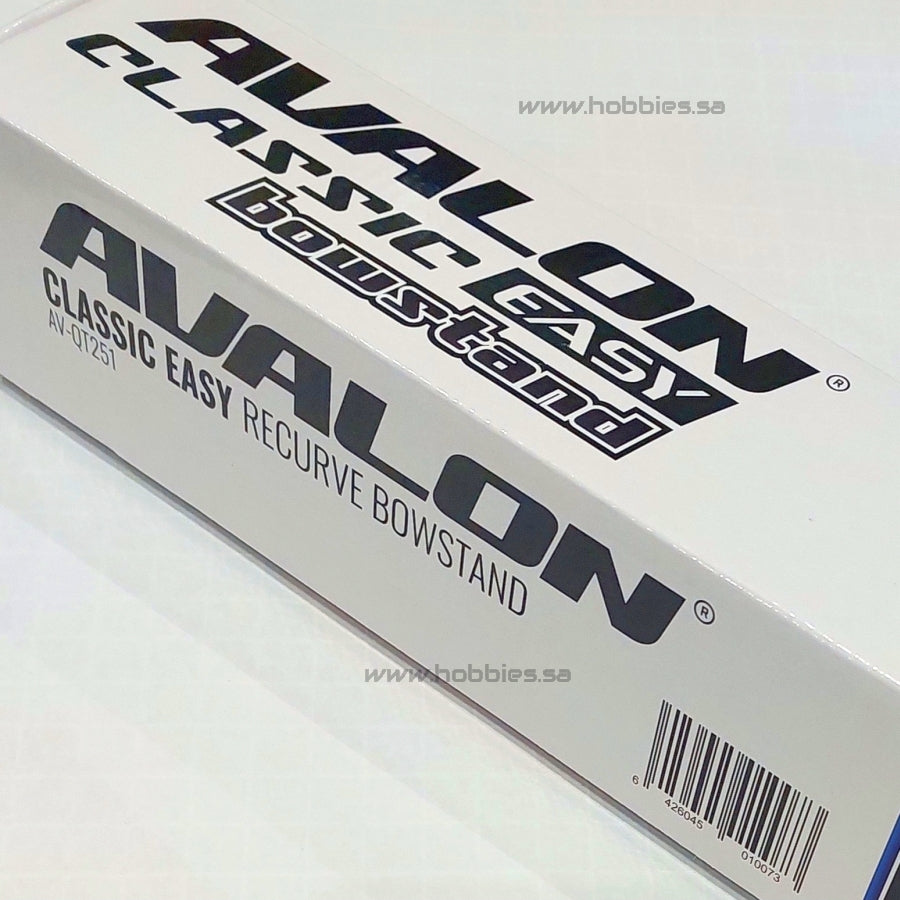 www.hobbies.sa
AVALON®
CLASSIC EASY
bowstand
AVALON®
CLASSIC EASY RECURVE BOWSTAND
AV-QT251
www.hobbies.sa
6 426045 010073